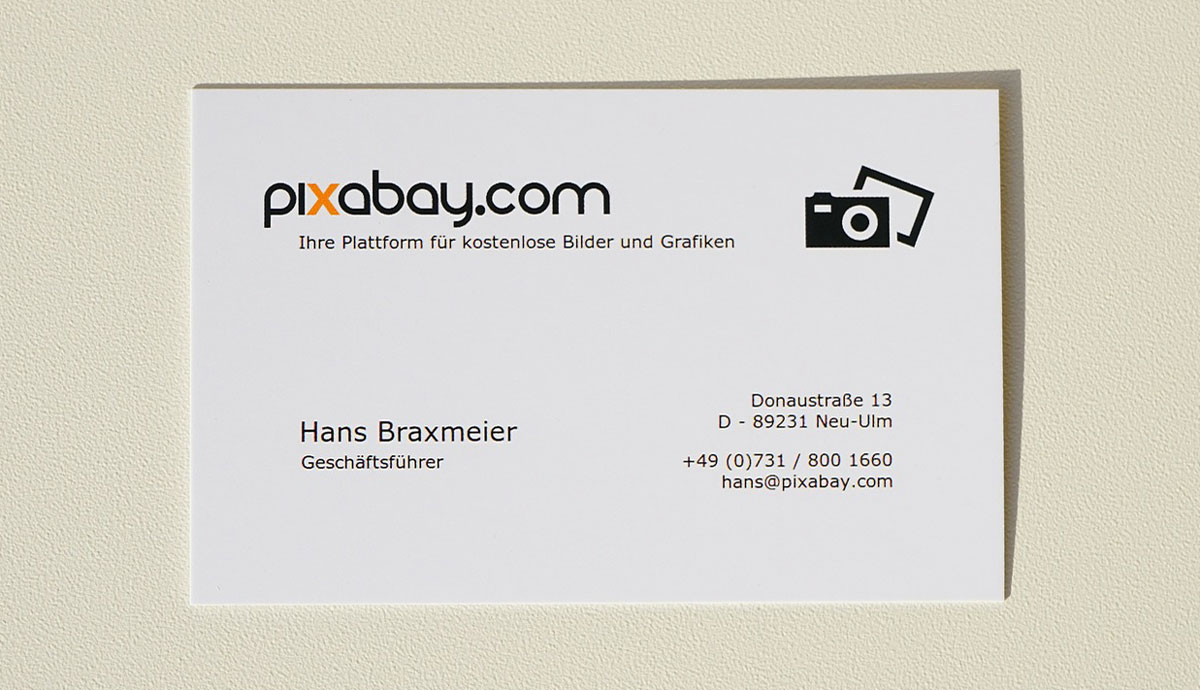 pixabay.com
Ihre Plattform für kostenlose Bilder und Grafiken
Hans Braxmeier
Geschäftsführer
Donaustraße 13
D - 89231 Neu-Ulm
+49 (0)731 / 800 1660
hans@pixabay.com